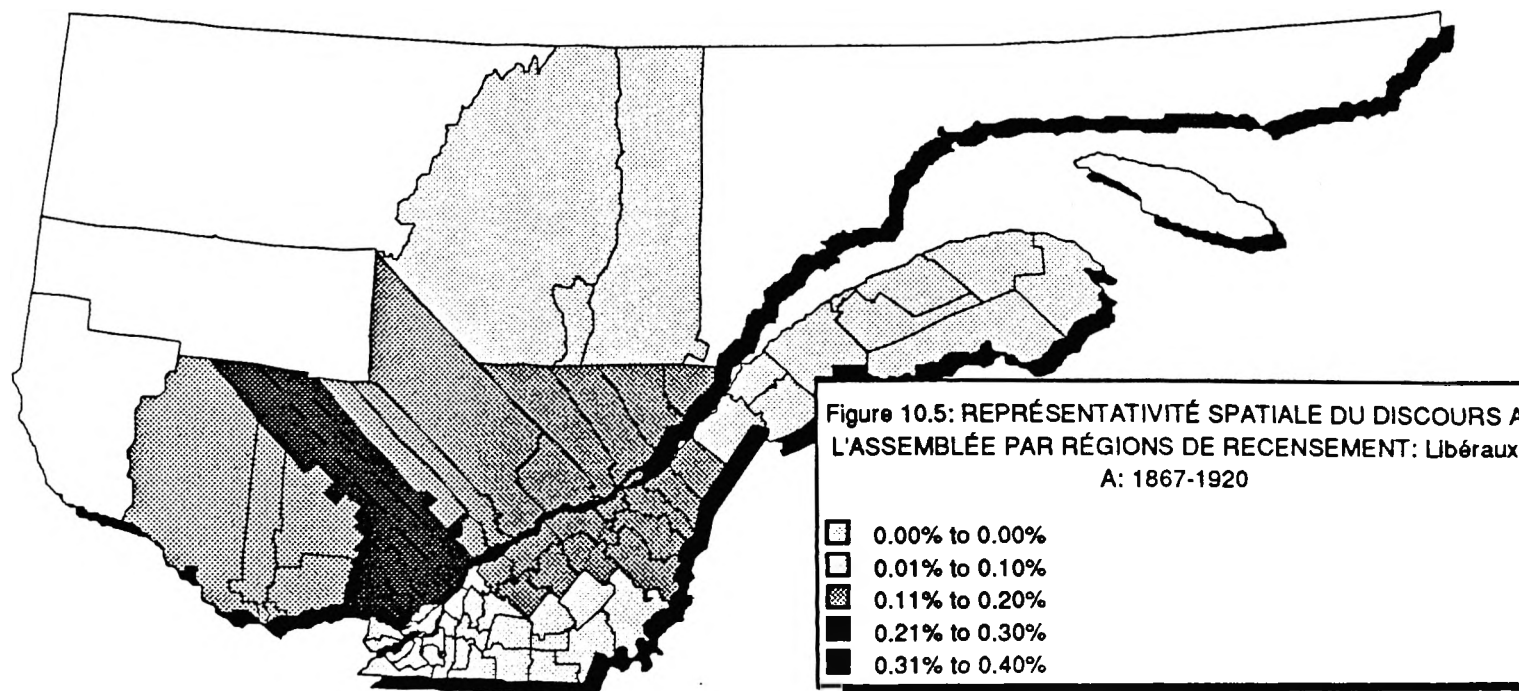 Figure 10.5: REPRÉSENTATIVITÉ SPATIALE DU DISCOURS A
L'ASSEMBLÉE PAR RÉGIONS DE RECENSEMENT: Libéraux
A: 1867-1920
0.00% to 0.00%
0.01% to 0.10%
0.11% to 0.20%
0.21% to 0.30%
0.31% to 0.40%